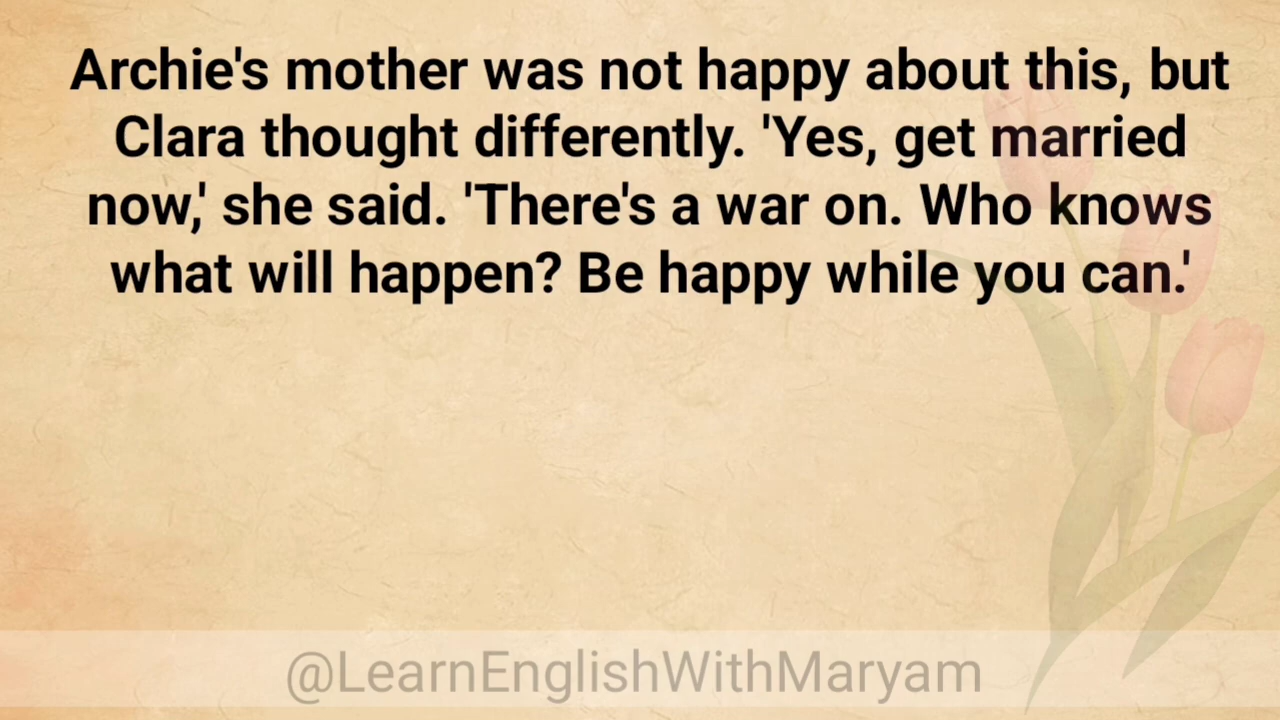 Archie's mother was not happy about this, but
Clara thought differently. 'Yes, get married
now,' she said. 'There's a war on. Who knows
what will happen? Be happy while you can.'
@LearnEnglishWithMaryam